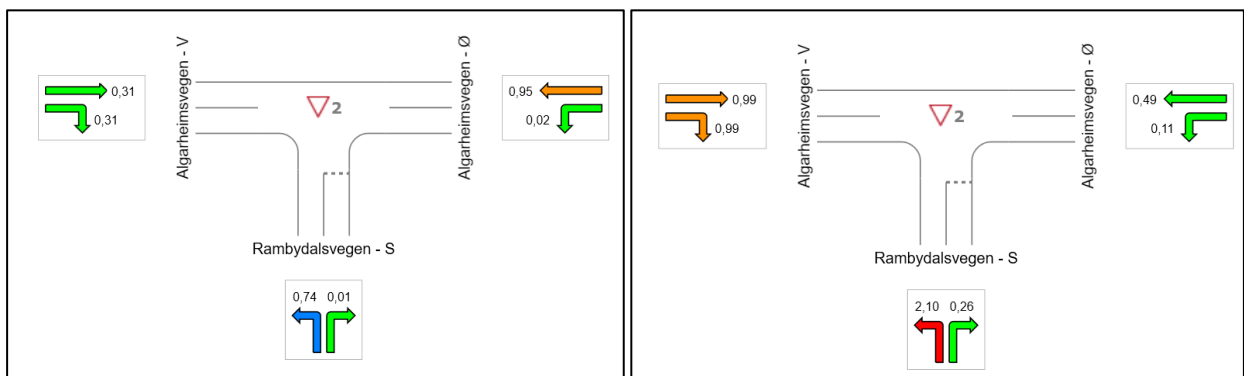 Algarheimsvegen - V
Algarheimsvegen - Ø
0,31
0,31
2
0,95
0,02
Rambydalsvegen - S
0,74 0,01
Algarheimsvegen - V
Algarheimsvegen - Ø
0,99
0,99
2
0,49
0,11
Rambydalsvegen - S
2,10 0,26